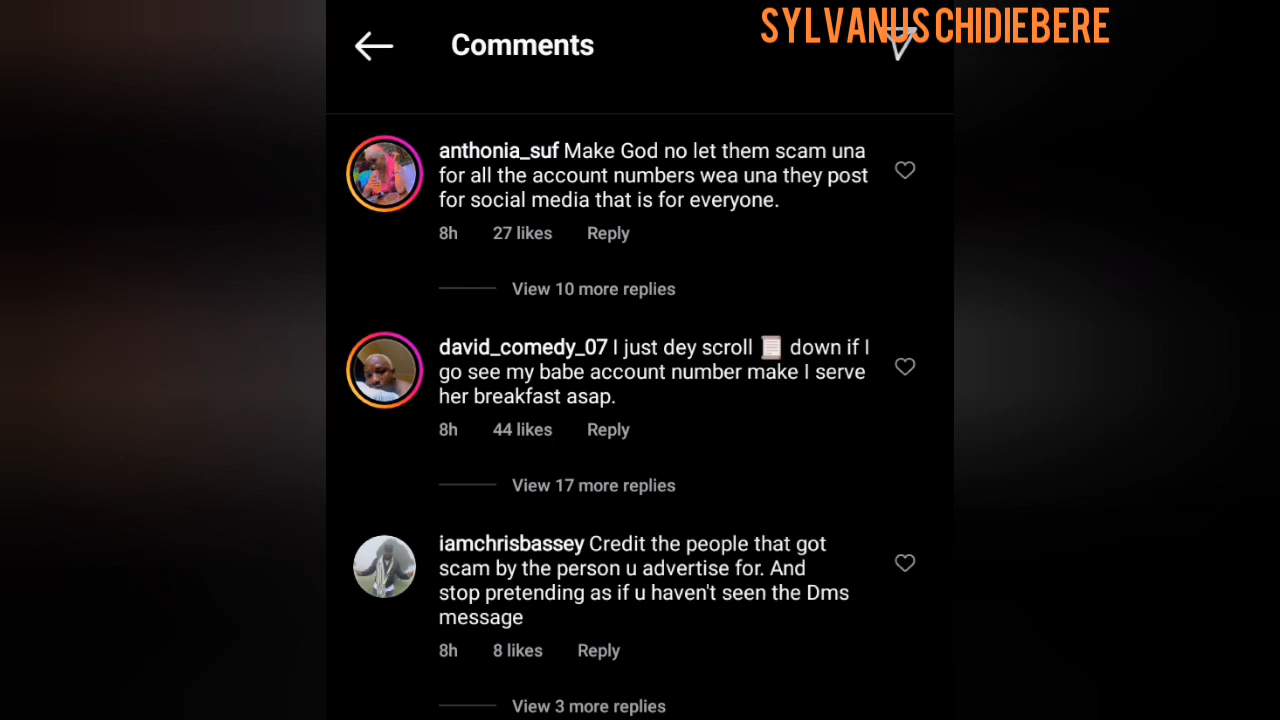 SYLVANUS CHIDIEBERE
Comments
anthonia_suf Make God no let them scam una
for all the account numbers wea una they post
for social media that is for everyone.
8h 27 likes Reply
View 10 more replies
david_comedy_07 I just dey scroll 📜 down if I
go see my babe account number make I serve
her breakfast asap.
8h 44 likes Reply
View 17 more replies
iamchrisbassey Credit the people that got
scam by the person u advertise for. And
stop pretending as if u haven't seen the Dms
message
8h 8 likes Reply
View 3 more replies